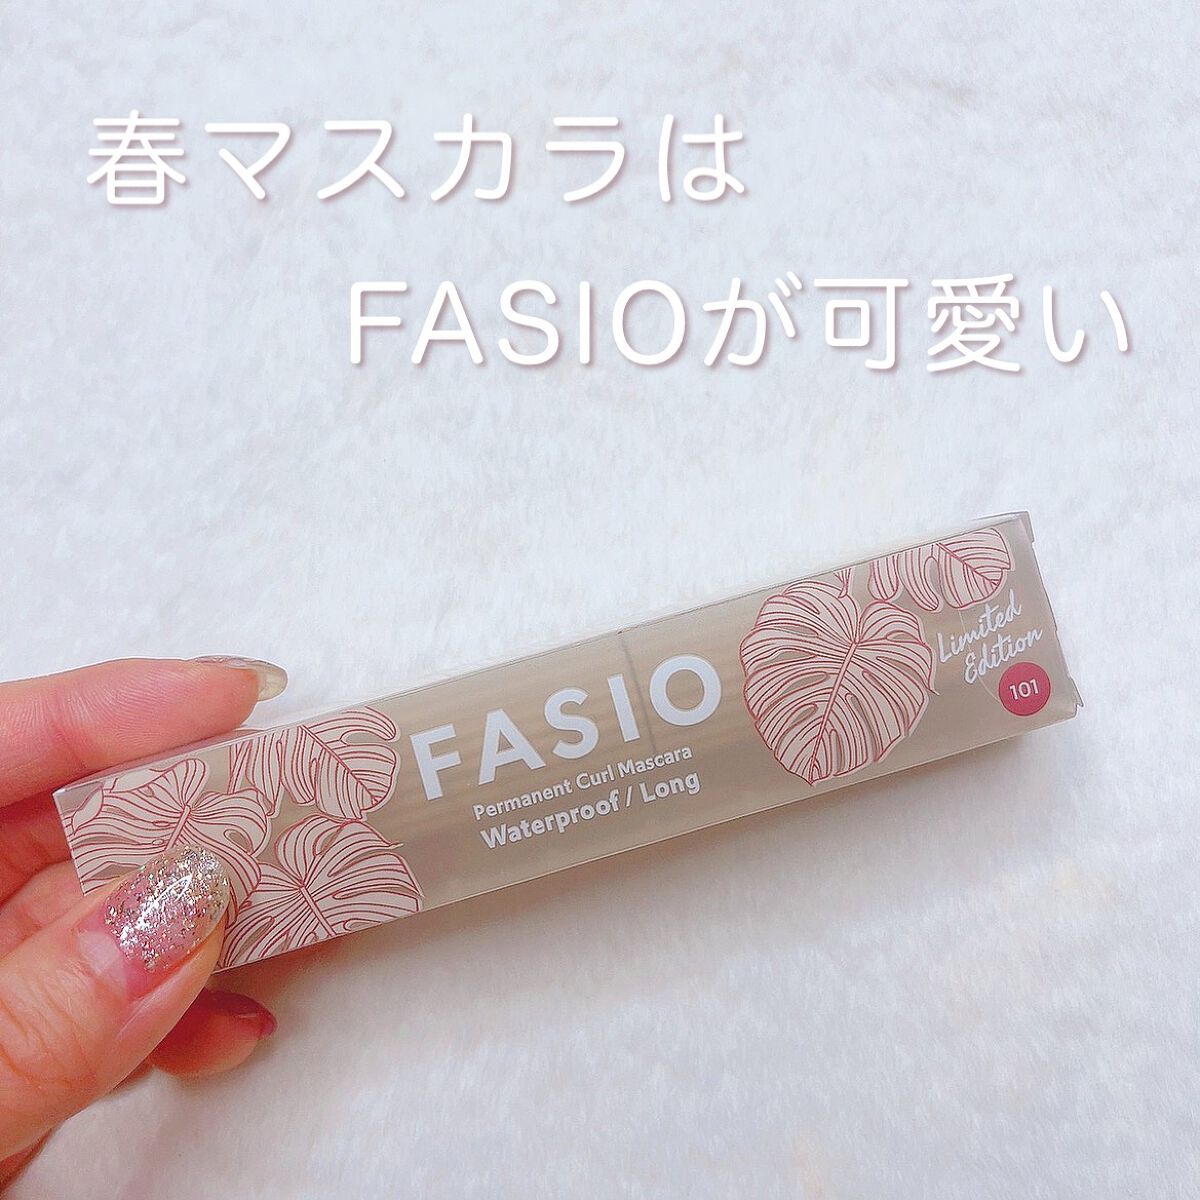 春マスカラは
FASIOが可愛い
FASIO
Permanent Curl Mascara
Waterproof / Long
Limited
Edition
101